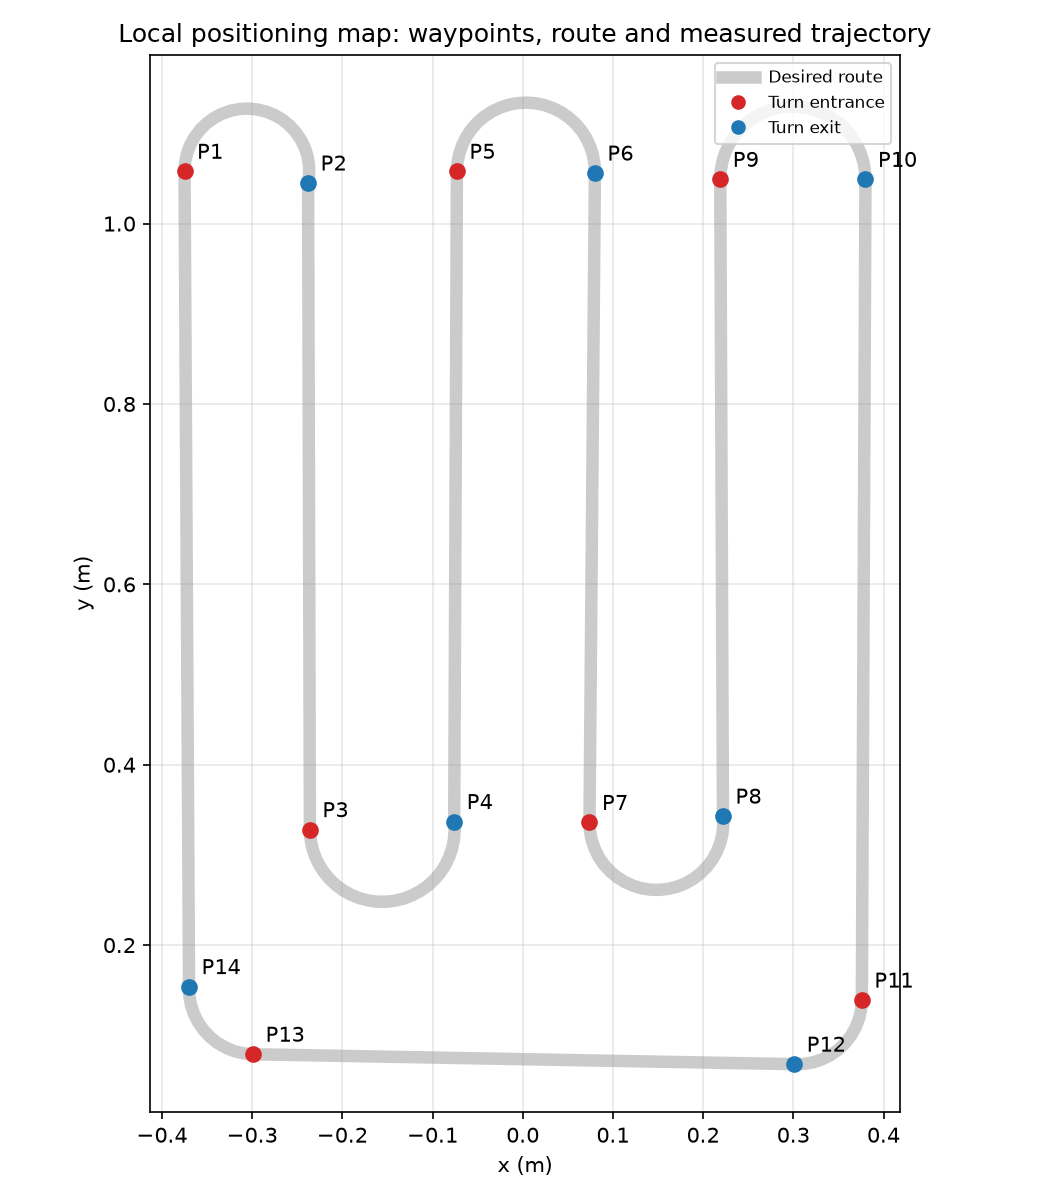 Local positioning map: waypoints, route and measured trajectory
Desired route
Turn entrance
Turn exit
P1
P2
P5
P6
P9
P10
1.0
0.8
0.6
0.4
0.2
y (m)
P3
P4
P7
P8
P14
P11
P13
P12
−0.4
−0.3
−0.2
−0.1
0.0
0.1
0.2
0.3
0.4
x (m)